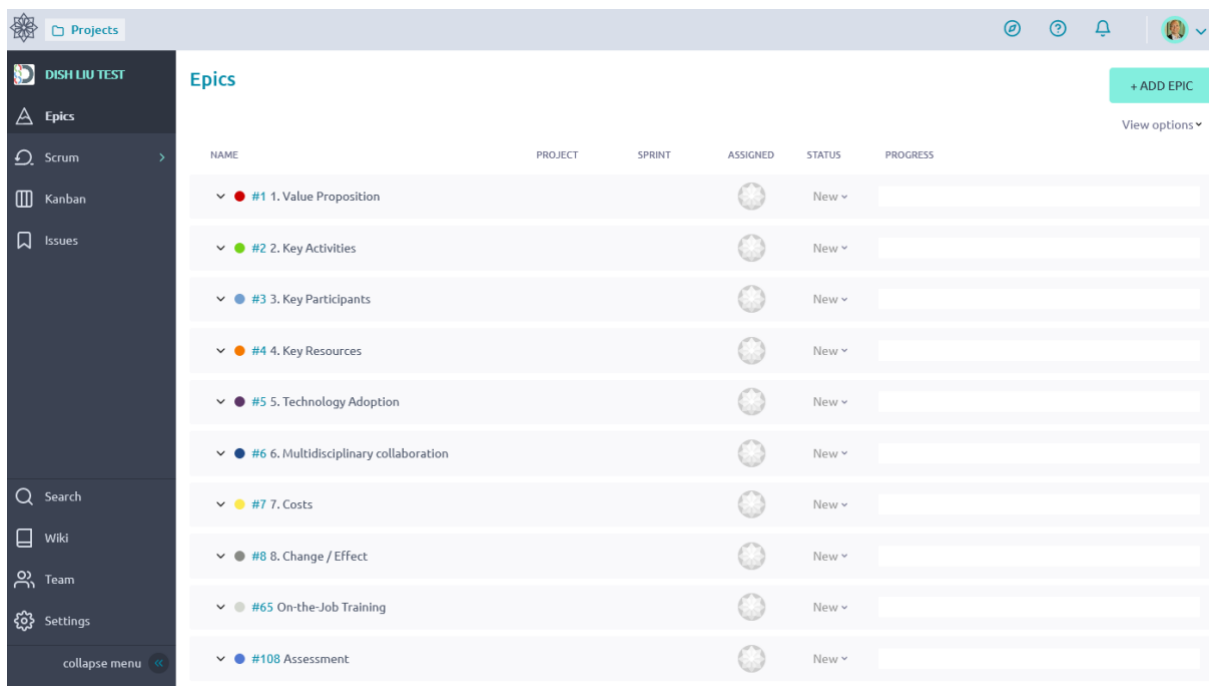 Projects
DISH LIU TEST
Epics
Scrum
Kanban
Issues
Search
Wiki
Team
Settings
collapse menu
Epics
+ ADD EPIC
View options
NAME PROJECT SPRINT ASSIGNED STATUS PROGRESS
#1 1. Value Proposition New
#2 2. Key Activities New
#3 3. Key Participants New
#4 4. Key Resources New
#5 5. Technology Adoption New
#6 6. Multidisciplinary collaboration New
#7 7. Costs New
#8 8. Change / Effect New
#65 On-the-Job Training New
#108 Assessment New